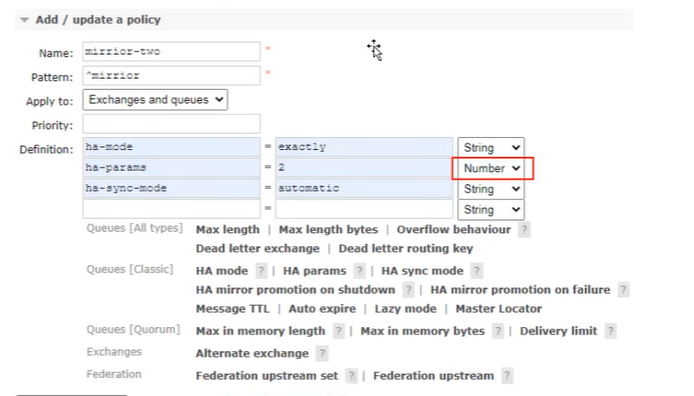 Add / update a policy
Name: mirrior-two *
Pattern: ^mirrior *
Apply to: Exchanges and queues
Priority:
Definition: ha-mode = exactly String
ha-params = 2 Number
ha-sync-mode = automatic String
= String
Queues [All types] Max length | Max length bytes | Overflow behaviour ?
Dead letter exchange | Dead letter routing key
Queues [Classic] HA mode ? | HA params ? | HA sync mode ?
HA mirror promotion on shutdown ? | HA mirror promotion on failure ?
Message TTL | Auto expire | Lazy mode | Master Locator
Queues [Quorum] Max in memory length ? | Max in memory bytes ? | Delivery limit ?
Exchanges Alternate exchange ?
Federation Federation upstream set ? | Federation upstream ?